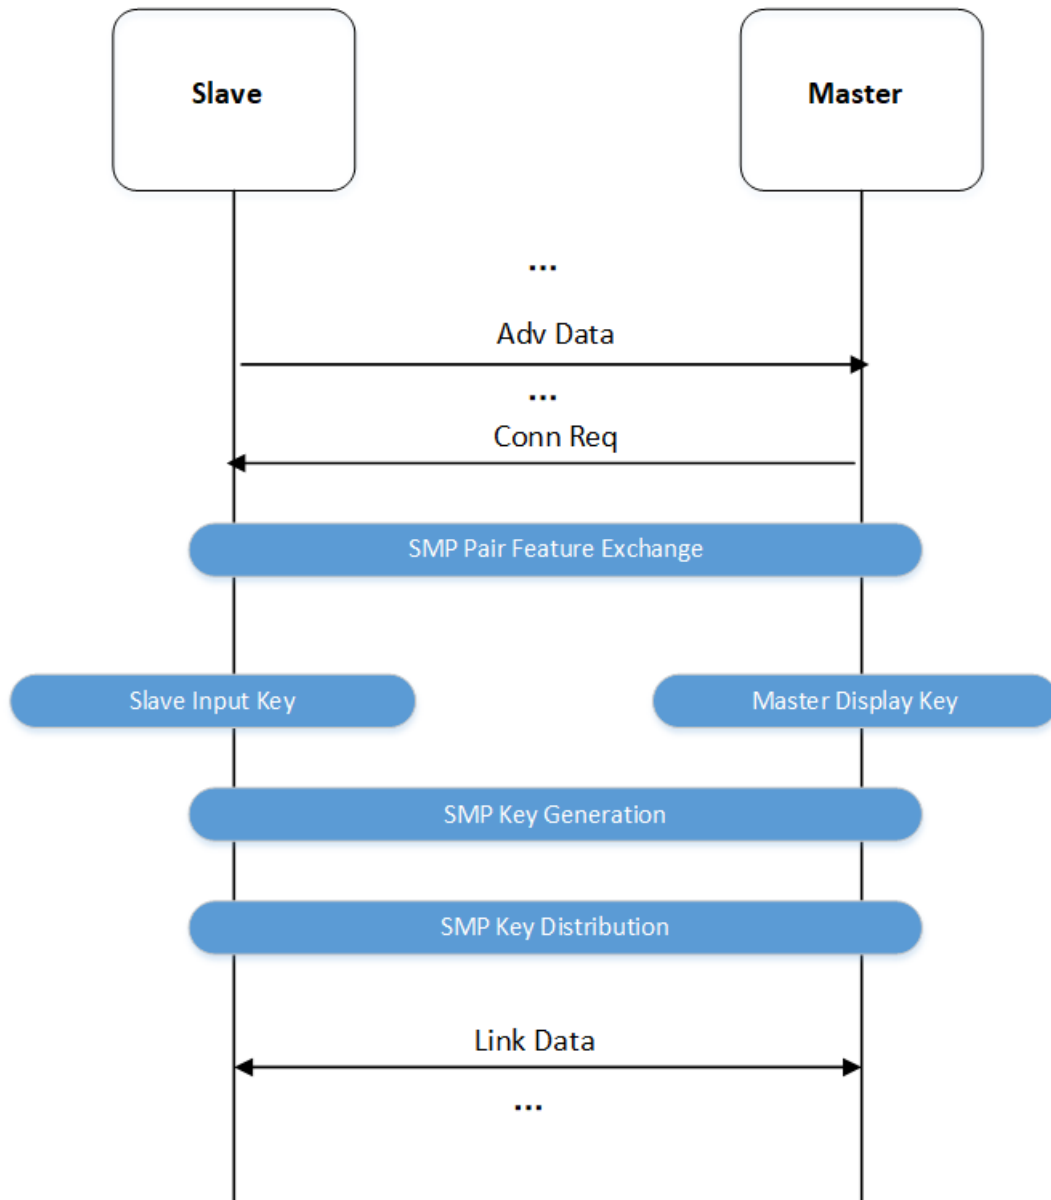 Slave
Master
...
Adv Data
...
Conn Req
SMP Pair Feature Exchange
Slave Input Key
Master Display Key
SMP Key Generation
SMP Key Distribution
Link Data
...